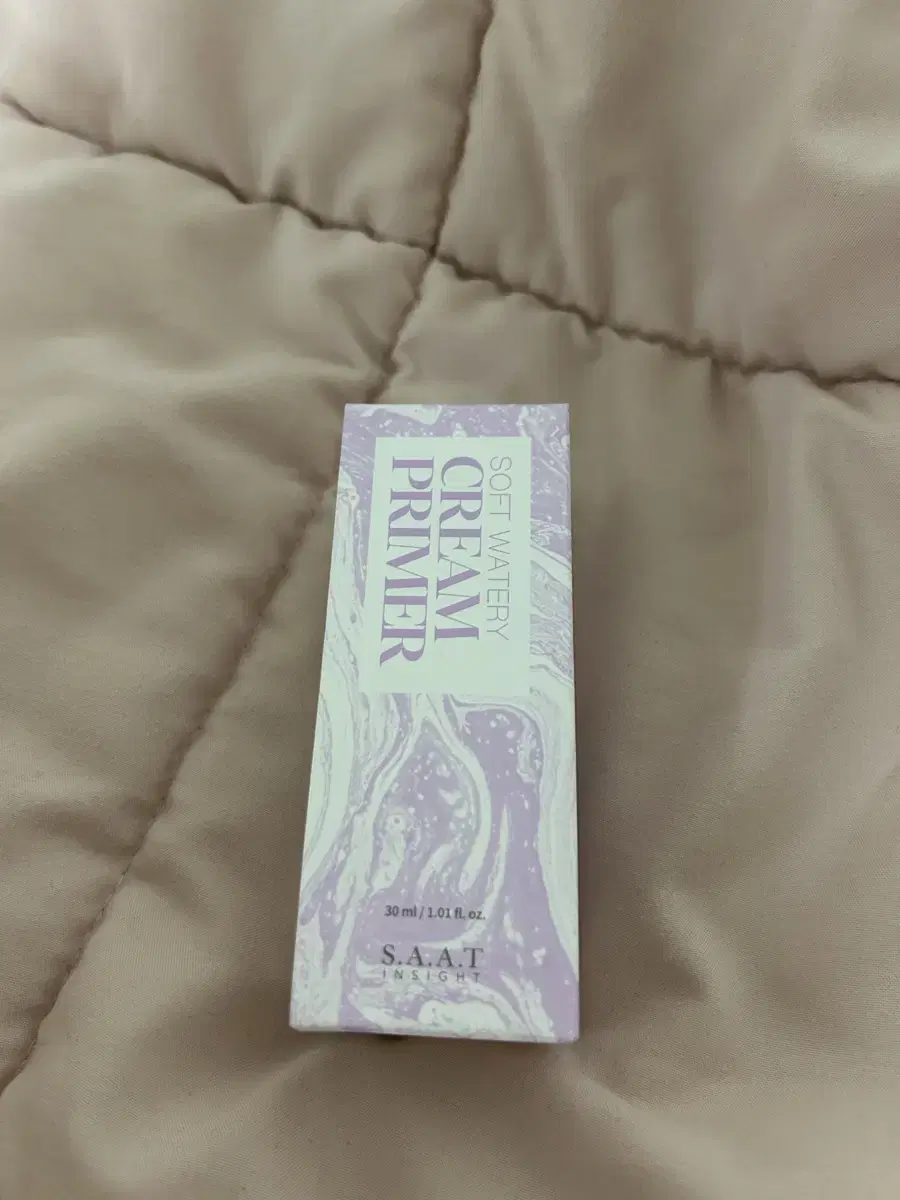 SOFT WATERY
CREAM
PRIMER
30 ml / 1.01 fl. oz.
S.A.A.T
INSIGHT